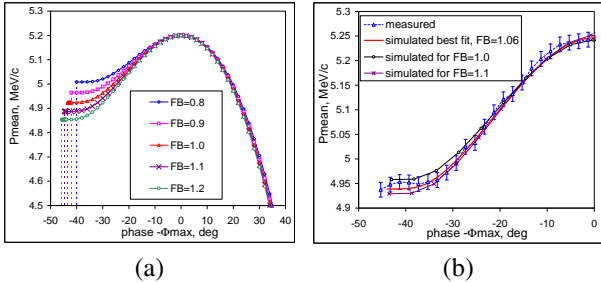 (a)
Pmean, MeV/c
5.3
5.2
5.1
5
4.9
4.8
4.7
4.6
4.5
FB=0.8
FB=0.9
FB=1.0
FB=1.1
FB=1.2
-50 -40 -30 -20 -10 0 10 20 30 40
phase -Φmax, deg
(b)
Pmean, MeV/c
5.3
5.25
5.2
5.15
5.1
5.05
5
4.95
4.9
measured
simulated best fit, FB=1.06
simulated for FB=1.0
simulated for FB=1.1
-50 -40 -30 -20 -10 0
phase -Φmax, deg
(a)
(b)